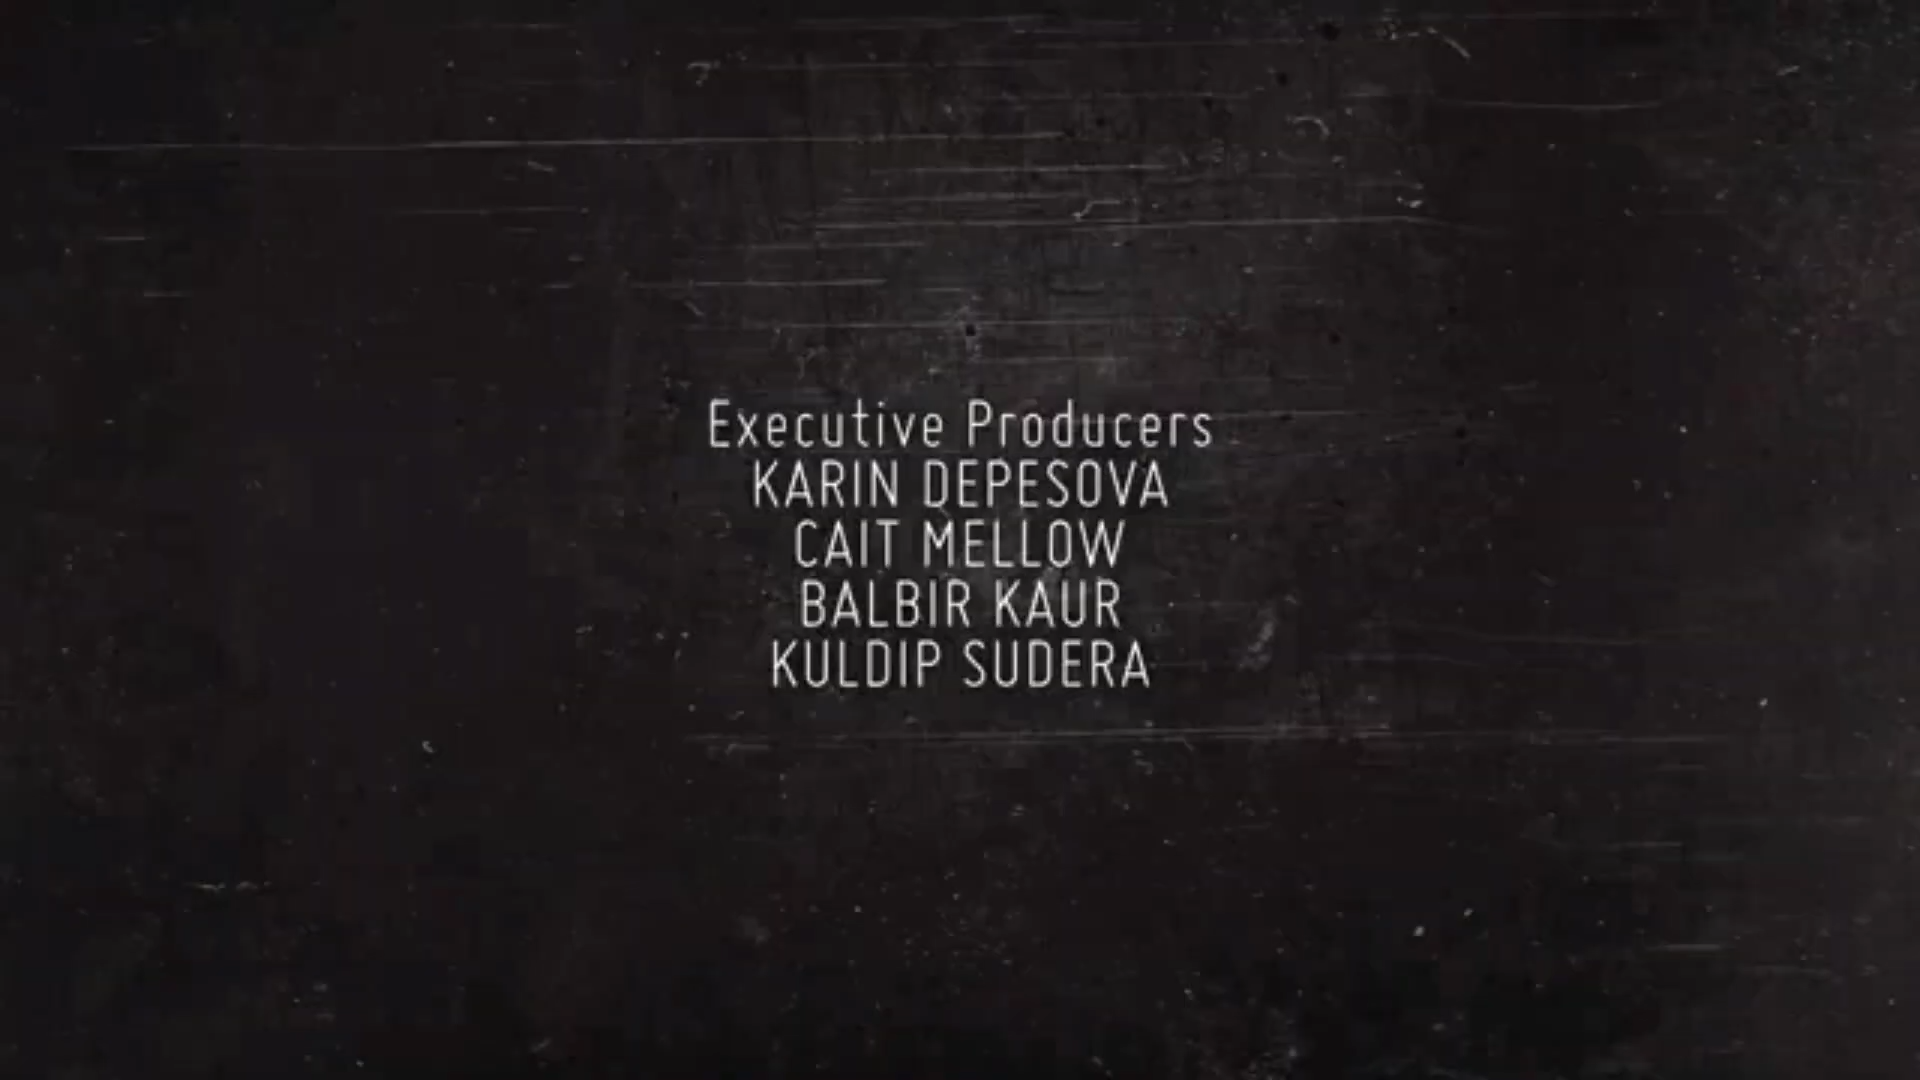 Executive Producers
KARIN DEPESOVA
CAIT MELLOW
BALBIR KAUR
KULDIP SUDERA